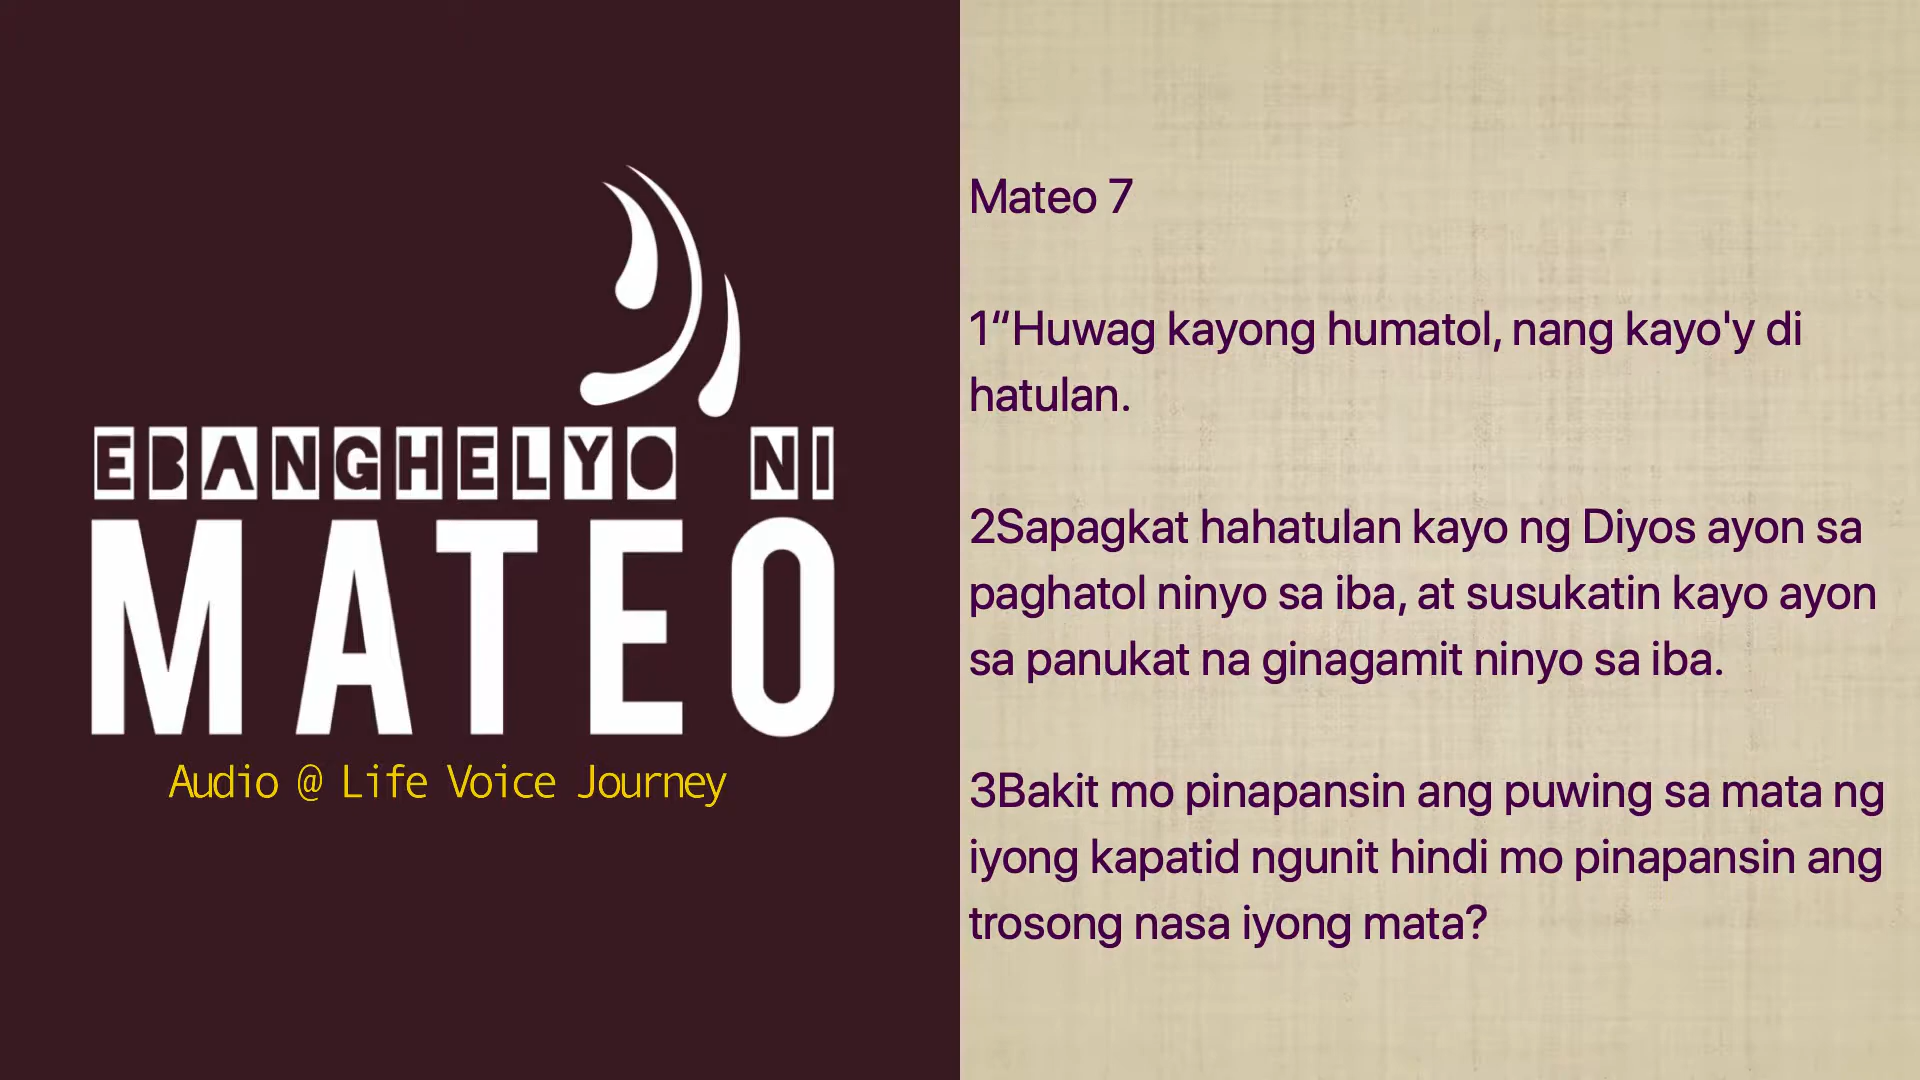 EBANGHELYO NI
MATEO
Audio @ Life Voice Journey
Mateo 7
1“Huwag kayong humatol, nang kayo'y di
hatulan.
2Sapagkat hahatulan kayo ng Diyos ayon sa
paghatol ninyo sa iba, at susukatin kayo ayon
sa panukat na ginagamit ninyo sa iba.
3Bakit mo pinapansin ang puwing sa mata ng
iyong kapatid ngunit hindi mo pinapansin ang
trosong nasa iyong mata?